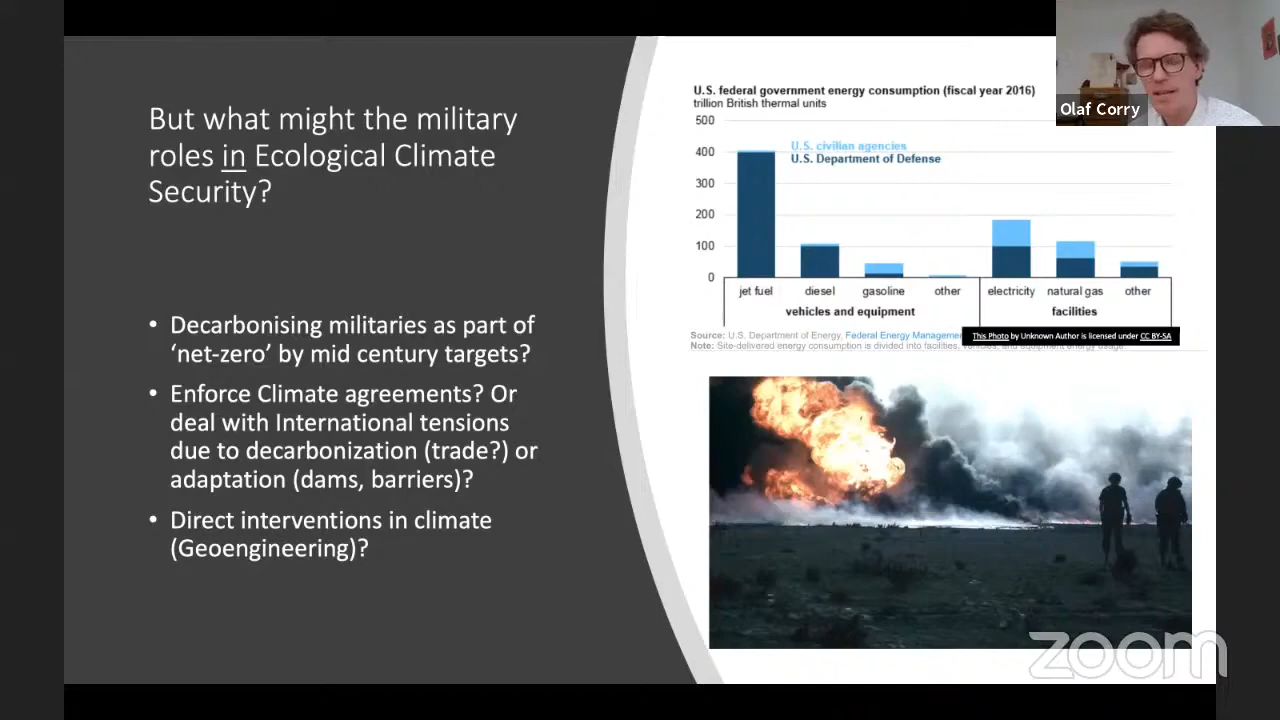 But what might the military
roles in Ecological Climate
Security?
• Decarbonising militaries as part of
‘net-zero’ by mid century targets?
• Enforce Climate agreements? Or
deal with International tensions
due to decarbonization (trade?) or
adaptation (dams, barriers)?
• Direct interventions in climate
(Geoengineering)?
U.S. federal government energy consumption (fiscal year 2016)
trillion British thermal units
500
400
300
200
100
0
U.S. civilian agencies
U.S. Department of Defense
jet fuel diesel gasoline other electricity natural gas other
vehicles and equipment facilities
Source: U.S. Department of Energy, Federal Energy
This Photo by Unknown Author is licensed under CC BY-SA
Note: Site-delivered energy consumption is divided into facilities, vehicles, and equipment energy usage.
Olaf Corry
zoom